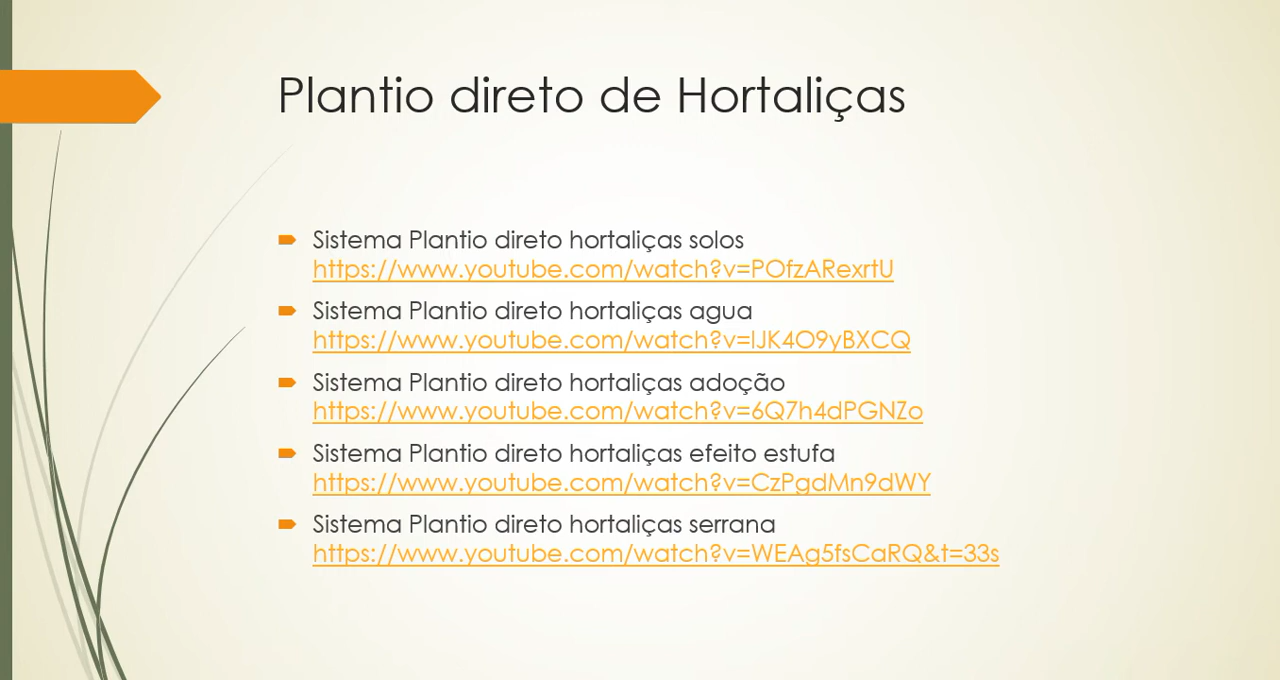 Plantio direto de Hortaliças
Sistema Plantio direto hortaliças solos
https://www.youtube.com/watch?v=POfzARexrtU
Sistema Plantio direto hortaliças agua
https://www.youtube.com/watch?v=lJK4O9yBXCQ
Sistema Plantio direto hortaliças adoção
https://www.youtube.com/watch?v=6Q7h4dPGNZo
Sistema Plantio direto hortaliças efeito estufa
https://www.youtube.com/watch?v=CzPgdMn9dWY
Sistema Plantio direto hortaliças serrana
https://www.youtube.com/watch?v=WEAg5fsCaRQ&t=33s